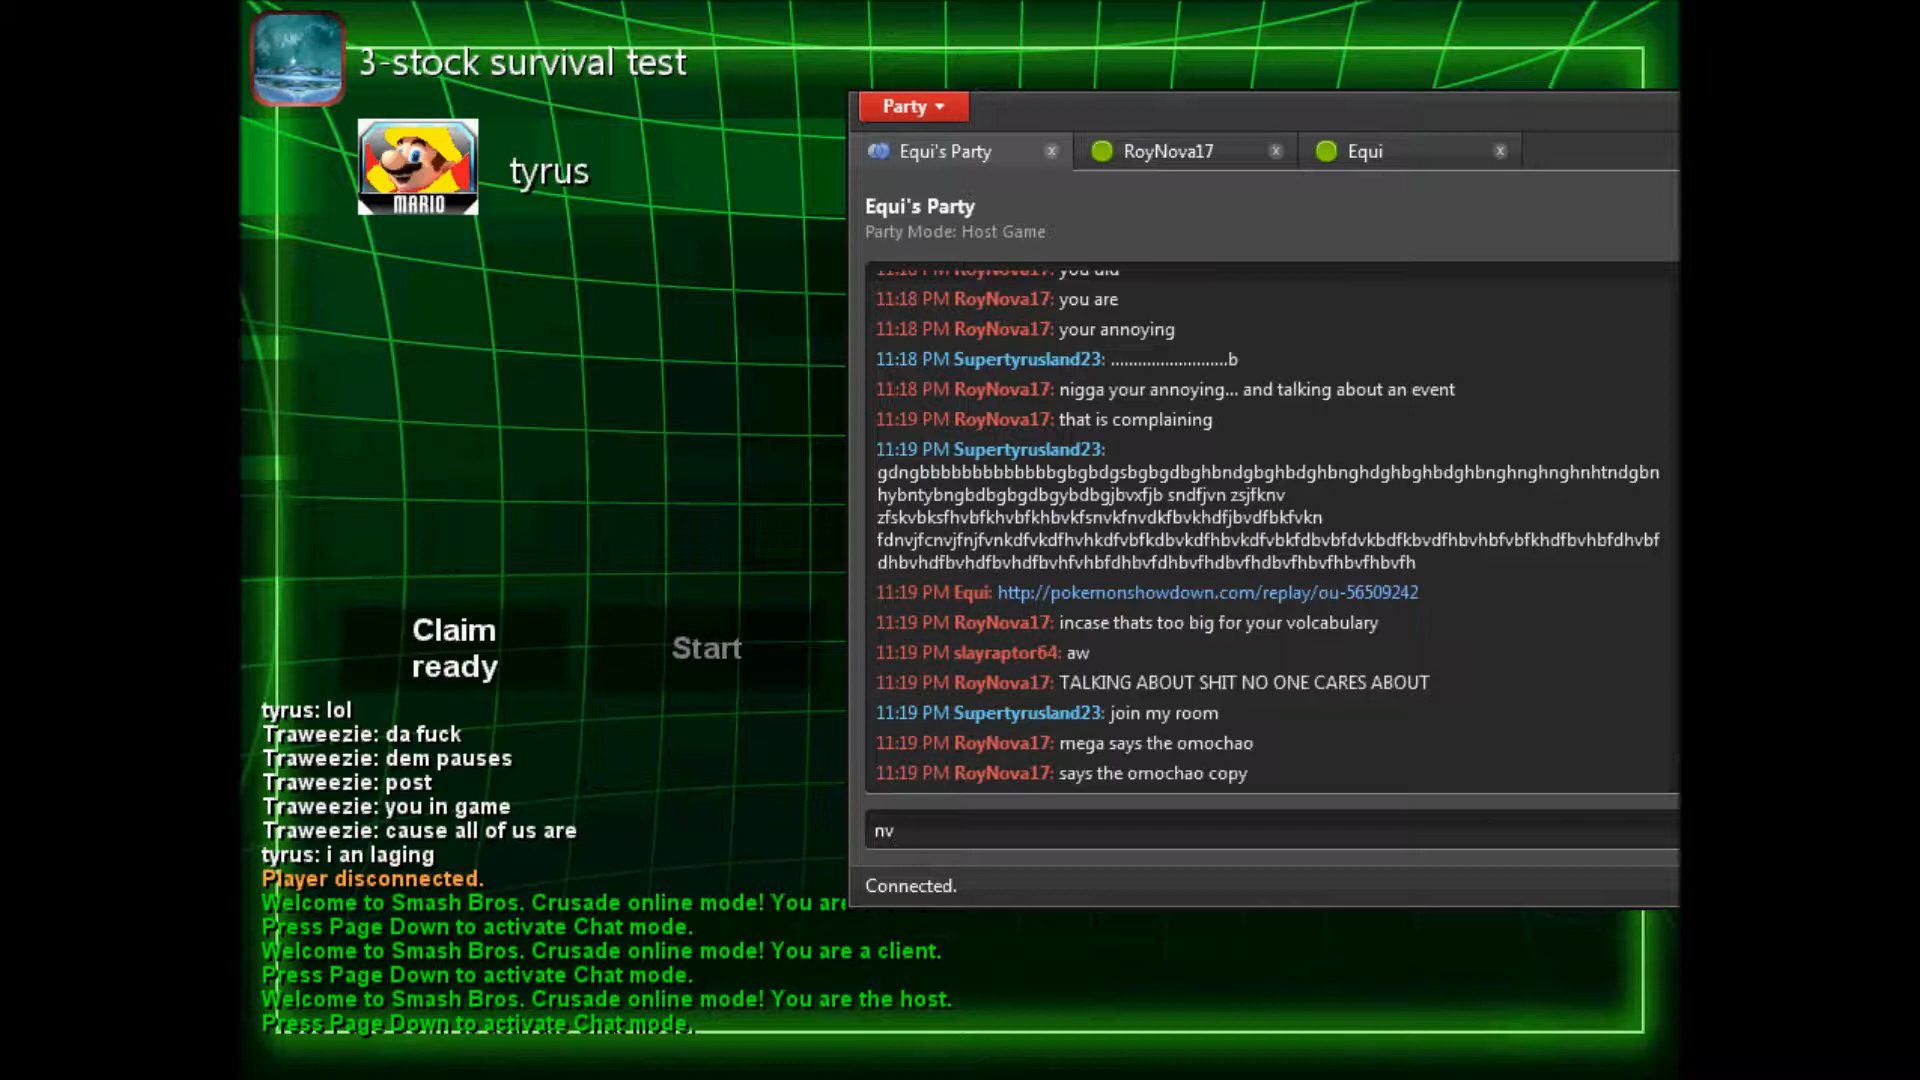 3-stock survival test
MARIO
tyrus
Claim
ready
Start
tyrus: lol
Traweezie: da fuck
Traweezie: dem pauses
Traweezie: post
Traweezie: you in game
Traweezie: cause all of us are
tyrus: i an laging
Player disconnected.
Welcome to Smash Bros. Crusade online mode! You are
Press Page Down to activate Chat mode.
Welcome to Smash Bros. Crusade online mode! You are a client.
Press Page Down to activate Chat mode.
Welcome to Smash Bros. Crusade online mode! You are the host.
Press Page Down to activate Chat mode.
Party
Equi's Party x RoyNova17 x Equi x
Equi's Party
Party Mode: Host Game
11:18 PM RoyNova17: you did
11:18 PM RoyNova17: you are
11:18 PM RoyNova17: your annoying
11:18 PM Supertyrusland23: ..........................b
11:18 PM RoyNova17: nigga your annoying... and talking about an event
11:19 PM RoyNova17: that is complaining
11:19 PM Supertyrusland23:
gdngbbbbbbbbbbbbbgbgbdgsbgbgdbghbndgbghbdghbnghdghbghbdghbnghnghnghnhtndgbn
hybntybngbdbgbgdbgybdbgjbvxfjb sndfjvn zsjfknv
zfskvbksfhvbfkhvbfkhbvkfsnvkfnvdkfbvkhdfjbvdfbkfvkn
fdnvjfcnvjfnjfvnkdfvkdfhvhkdfvbfkdbvkdfhbvkdfvbkfdbvbfdvkbdfkbvdfhbvhbfvbfkhdfbvhbfdhvbf
dhbvhdfbvhdfbvhdfbvhfvhbfdhbvfdhbvfhdbvfhdbvfhbvfhbvfhbvfh
11:19 PM Equi: http://pokemonshowdown.com/replay/ou-56509242
11:19 PM RoyNova17: incase thats too big for your volcabulary
11:19 PM slayraptor64: aw
11:19 PM RoyNova17: TALKING ABOUT SHIT NO ONE CARES ABOUT
11:19 PM Supertyrusland23: join my room
11:19 PM RoyNova17: mega says the omochao
11:19 PM RoyNova17: says the omochao copy
nv
Connected.